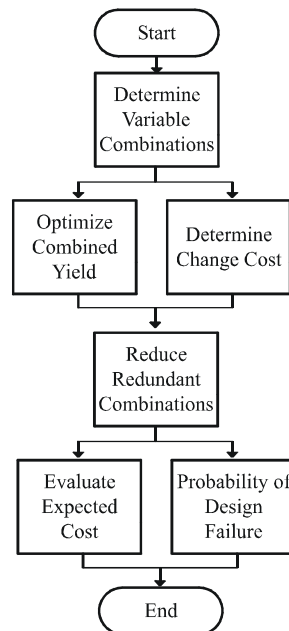 Start
Determine
Variable
Combinations
Optimize
Combined
Yield
Determine
Change Cost
Reduce
Redundant
Combinations
Evaluate
Expected
Cost
Probability of
Design
Failure
End